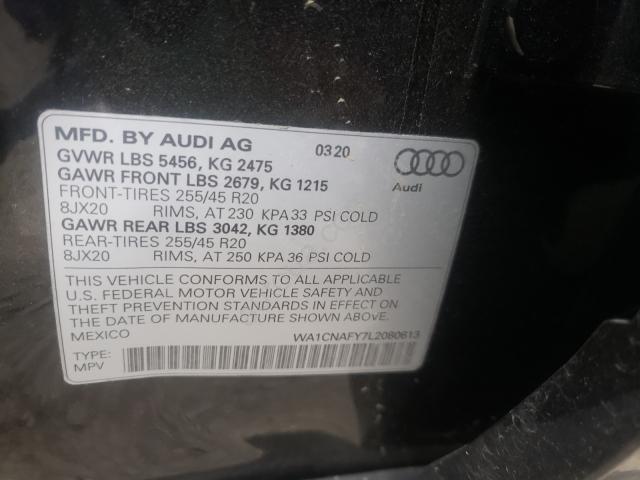 MFD. BY AUDI AG 03 20
GVWR LBS 5456, KG 2475
GAWR FRONT LBS 2679, KG 1215
FRONT-TIRES 255/45 R20
8JX20 RIMS, AT 230 KPA 33 PSI COLD
GAWR REAR LBS 3042, KG 1380
REAR-TIRES 255/45 R20
8JX20 RIMS, AT 250 KPA 36 PSI COLD
Audi
THIS VEHICLE CONFORMS TO ALL APPLICABLE
U.S. FEDERAL MOTOR VEHICLE SAFETY AND
THEFT PREVENTION STANDARDS IN EFFECT ON
THE DATE OF MANUFACTURE SHOWN ABOVE.
MEXICO
WA1CNAFY7L2080613
TYPE:
MPV